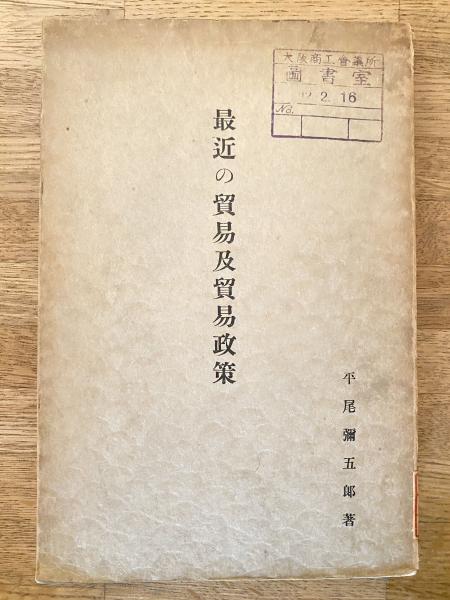 大阪商工會議所
圖書室
2.16
No.
最近の貿易及貿易政策
平尾彌五郎著